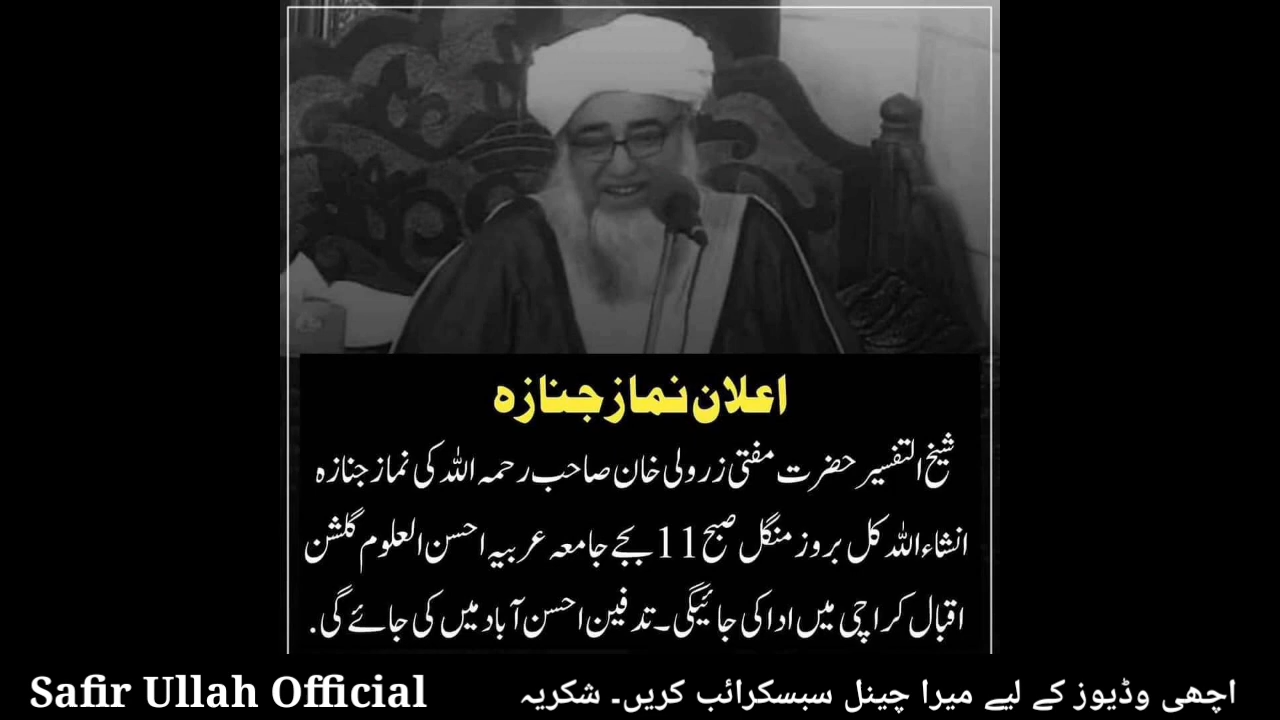 اعلان نماز جنازہ
شیخ التفسیر حضرت مفتی زر ولی خان صاحب رحمہ اللہ کی نماز جنازہ
انشاءاللہ کل بروز منگل صبح 11 بجے جامعہ عربیہ احسن العلوم گلشن
اقبال کراچی میں ادا کی جائیگی۔ تدفین احسن آباد میں کی جائے گی.
Safir Ullah Official
اچھی وڈیوز کے لیے میرا چینل سبسکرائب کریں۔ شکریہ